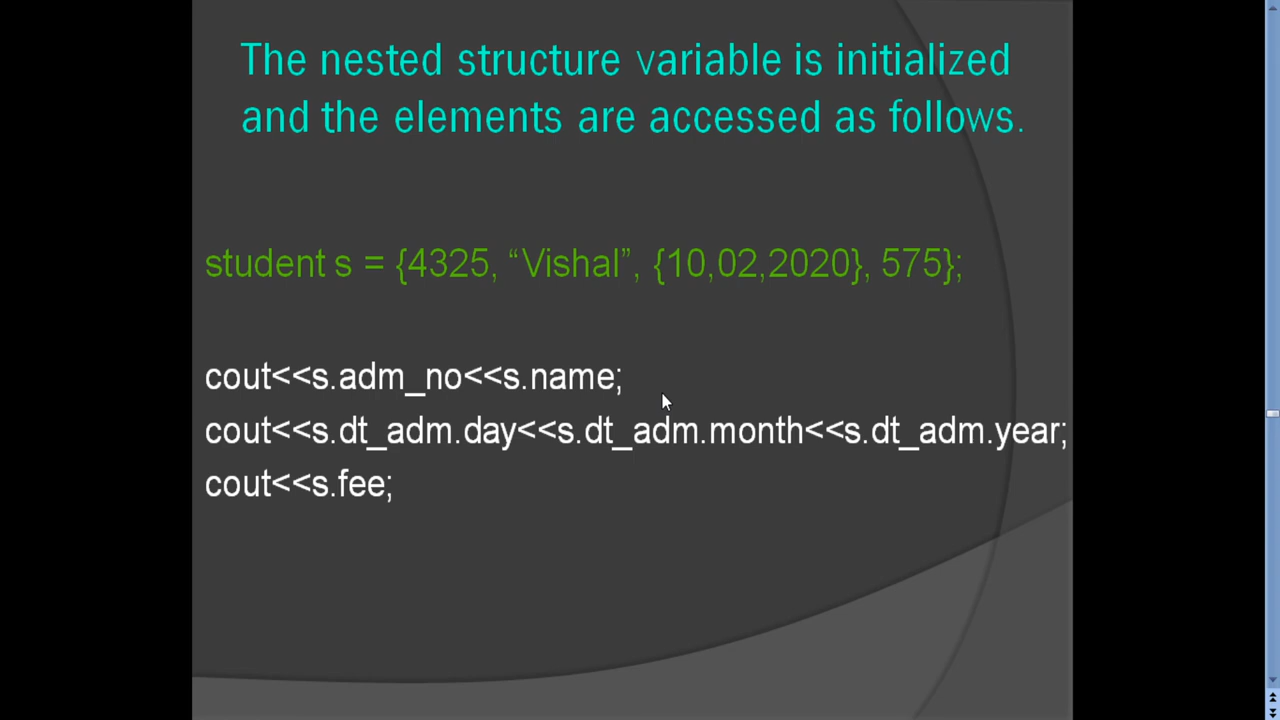 The nested structure variable is initialized
and the elements are accessed as follows.
student s = {4325, “Vishal”, {10,02,2020}, 575};
cout<<s.adm_no<<s.name;
cout<<s.dt_adm.day<<s.dt_adm.month<<s.dt_adm.year;
cout<<s.fee;